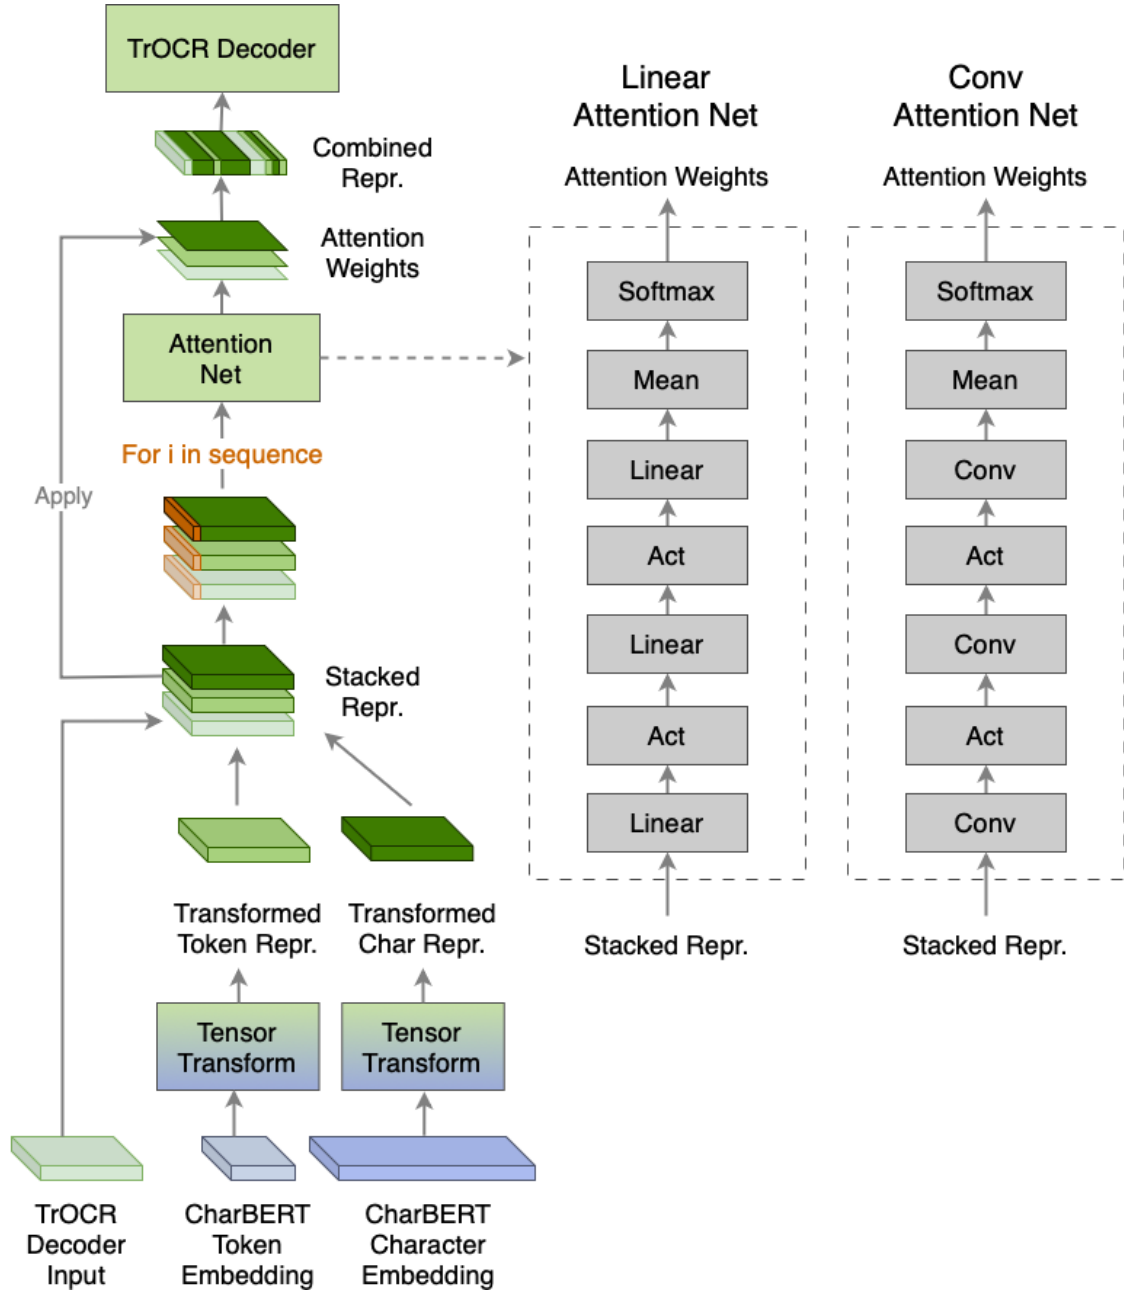 TrOCR Decoder
Combined
Repr.
Attention
Weights
Attention
Net
For i in sequence
Apply
Stacked
Repr.
Transformed
Token Repr.
Transformed
Char Repr.
Tensor
Transform
Tensor
Transform
TrOCR
Decoder
Input
CharBERT
Token
Embedding
CharBERT
Character
Embedding
Linear
Attention Net
Attention Weights
Softmax
Mean
Linear
Act
Linear
Act
Linear
Stacked Repr.
Conv
Attention Net
Attention Weights
Softmax
Mean
Conv
Act
Conv
Act
Conv
Stacked Repr.